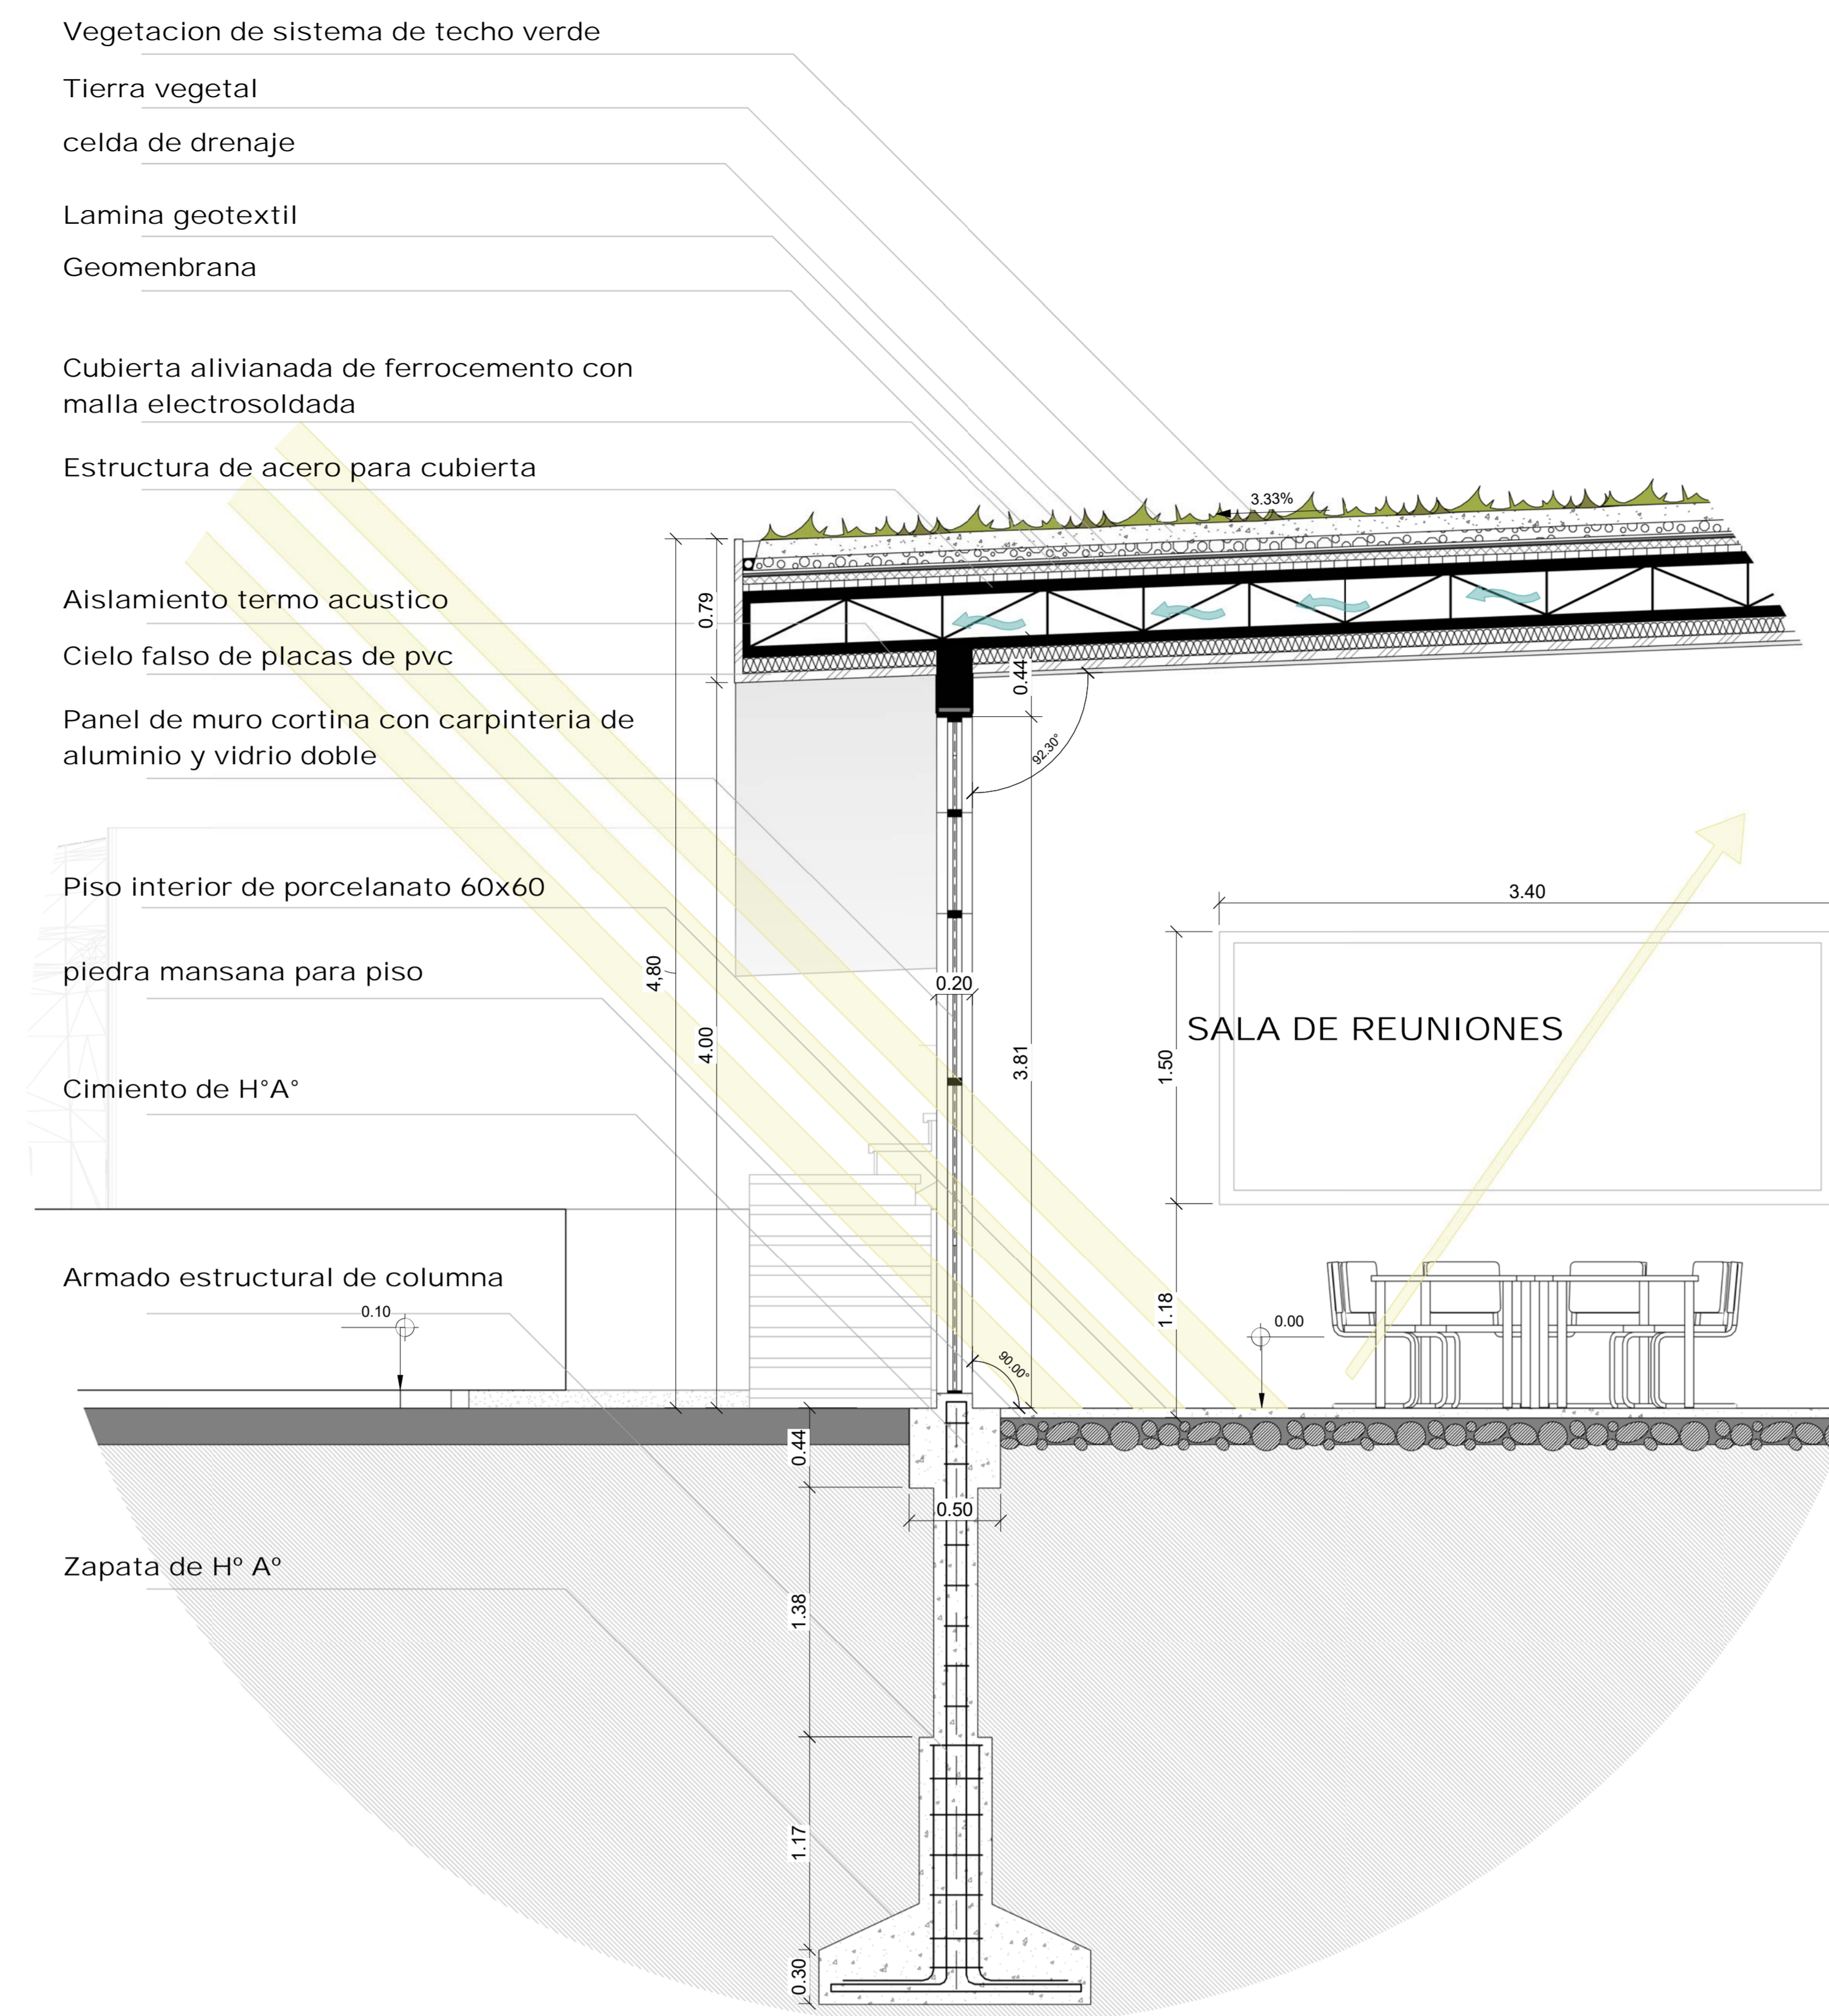 Vegetacion de sistema de techo verde
Tierra vegetal
celda de drenaje
Lamina geotextil
Geomenbrana
Cubierta alivianada de ferrocemento con
malla electrosoldada
Estructura de acero para cubierta
3.33%
Aislamiento termo acustico
0.79
Cielo falso de placas de pvc
0.44
Panel de muro cortina con carpinteria de
aluminio y vidrio doble
92.30°
Piso interior de porcelanato 60x60
3.40
piedra mansana para piso
4,80
0.20
4.00
3.81
SALA DE REUNIONES
1.50
Cimiento de H°A°
Armado estructural de columna
0.10
1.18
0.00
90.00°
0.44
0.50
Zapata de Hº Aº
1.38
1.17
0.30